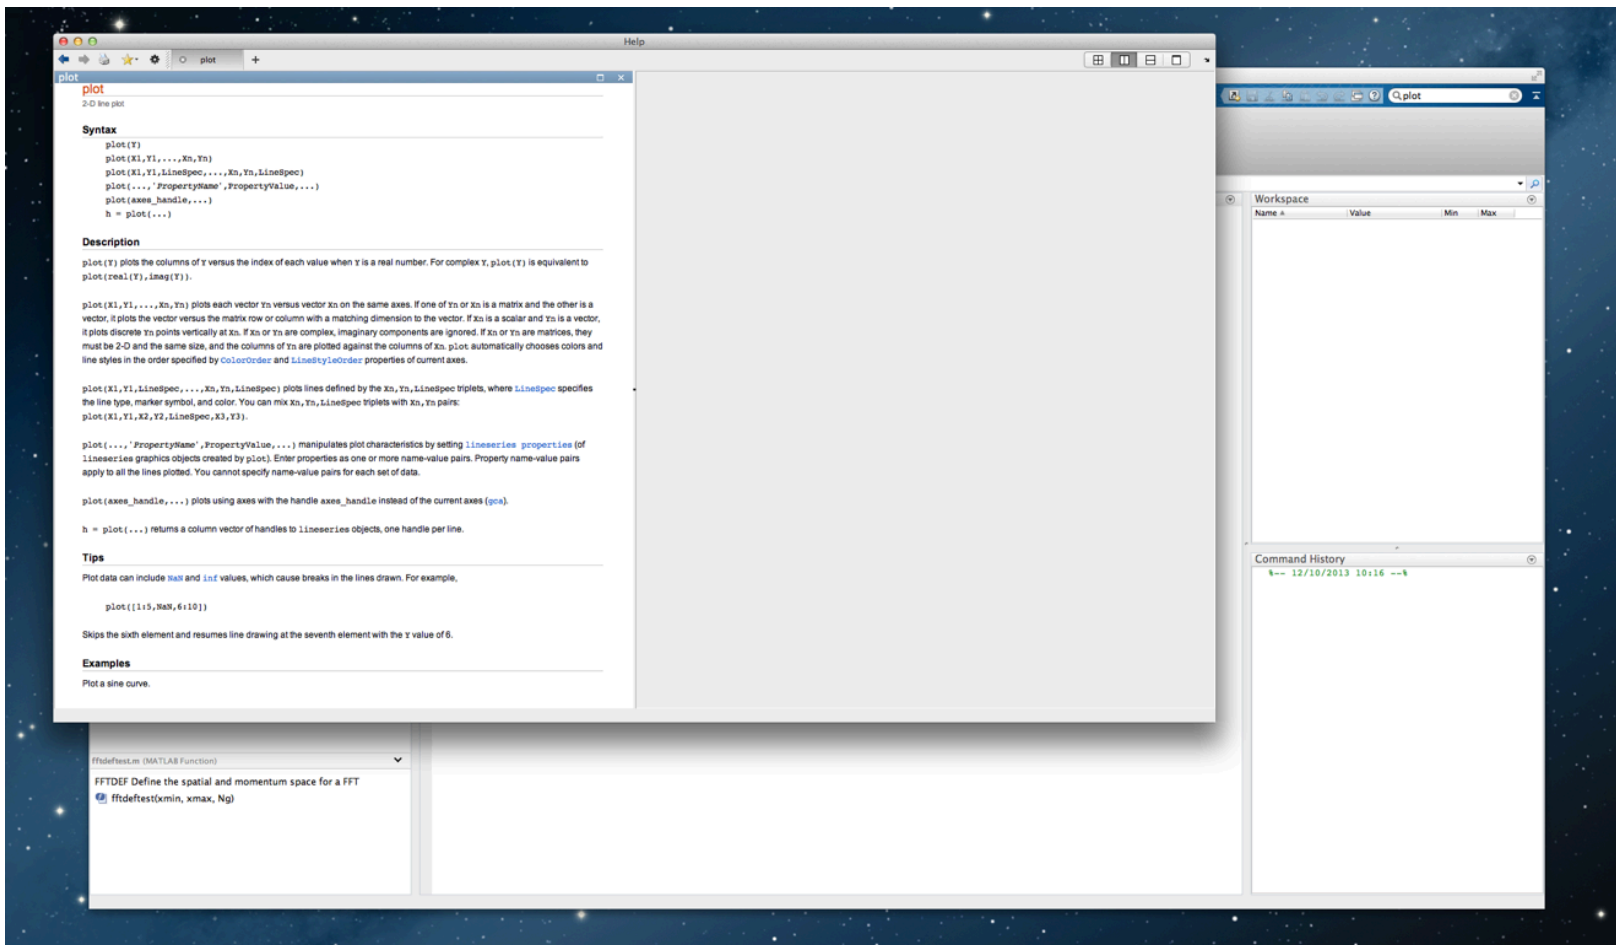 Help
plot
plot
plot
plot
2-D line plot
Syntax
plot(Y)
plot(X1,Y1,...,Xn,Yn)
plot(X1,Y1,LineSpec,...,Xn,Yn,LineSpec)
plot(...,'PropertyName',PropertyValue,...)
plot(axes_handle,...)
h = plot(...)
Description
plot(Y) plots the columns of Y versus the index of each value when Y is a real number. For complex Y, plot(Y) is equivalent to
plot(real(Y),imag(Y)).
plot(X1,Y1,...,Xn,Yn) plots each vector Yn versus vector Xn on the same axes. If one of Yn or Xn is a matrix and the other is a
vector, it plots the vector versus the matrix row or column with a matching dimension to the vector. If Xn is a scalar and Yn is a vector,
it plots discrete Yn points vertically at Xn. If Xn or Yn are complex, imaginary components are ignored. If Xn or Yn are matrices, they
must be 2-D and the same size, and the columns of Yn are plotted against the columns of Xn. plot automatically chooses colors and
line styles in the order specified by ColorOrder and LineStyleOrder properties of current axes.
plot(X1,Y1,LineSpec,...,Xn,Yn,LineSpec) plots lines defined by the Xn,Yn,LineSpec triplets, where LineSpec specifies
the line type, marker symbol, and color. You can mix Xn,Yn,LineSpec triplets with Xn,Yn pairs:
plot(X1,Y1,X2,Y2,LineSpec,X3,Y3).
plot(...,'PropertyName',PropertyValue,...) manipulates plot characteristics by setting lineseries properties (of
lineseries graphics objects created by plot). Enter properties as one or more name-value pairs. Property name-value pairs
apply to all the lines plotted. You cannot specify name-value pairs for each set of data.
plot(axes_handle,...) plots using axes with the handle axes_handle instead of the current axes (gca).
h = plot(...) returns a column vector of handles to lineseries objects, one handle per line.
Tips
Plot data can include NaN and inf values, which cause breaks in the lines drawn. For example,
plot([1:5,NaN,6:10])
Skips the sixth element and resumes line drawing at the seventh element with the Y value of 6.
Examples
Plot a sine curve.
Workspace
Name Value Min Max
Command History
%-- 12/10/2013 10:16 --%
fftdeftest.m (MATLAB Function)
FFTDEF Define the spatial and momentum space for a FFT
fftdeftest(xmin, xmax, Ng)